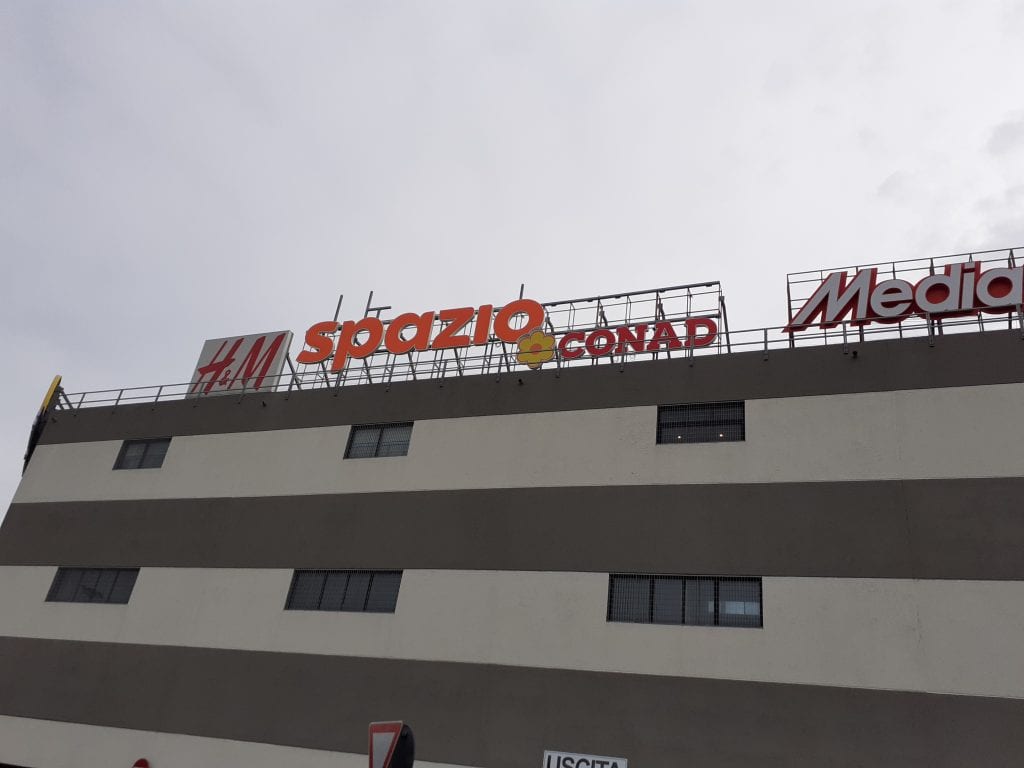 H&M
spazio
CONAD
Media
USCITA